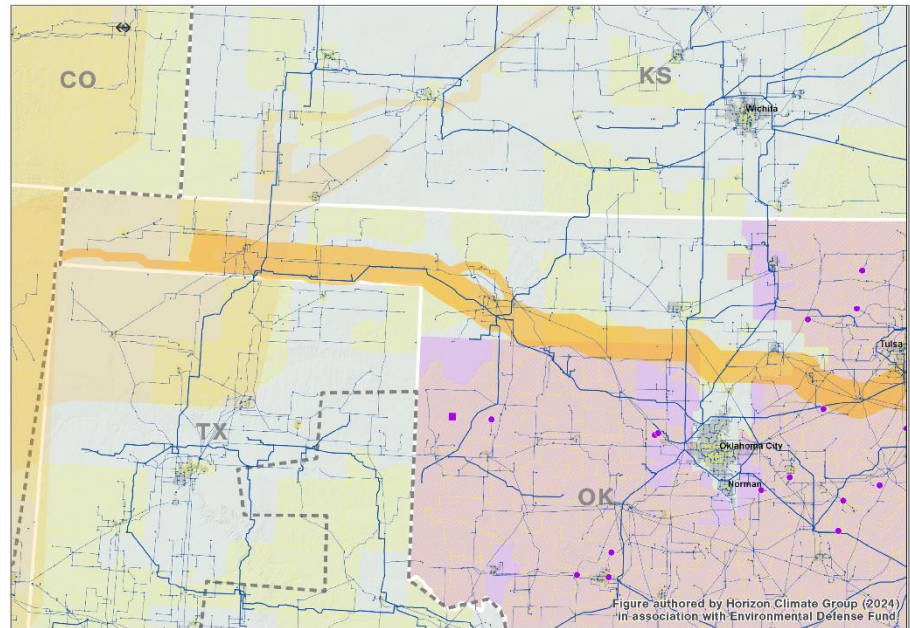 CO
KS
Wichita
Tulsa
TX
Oklahoma City
Norman
OK
Figure authored by Horizon Climate Group (2024)
in association with Environmental Defense Fund.